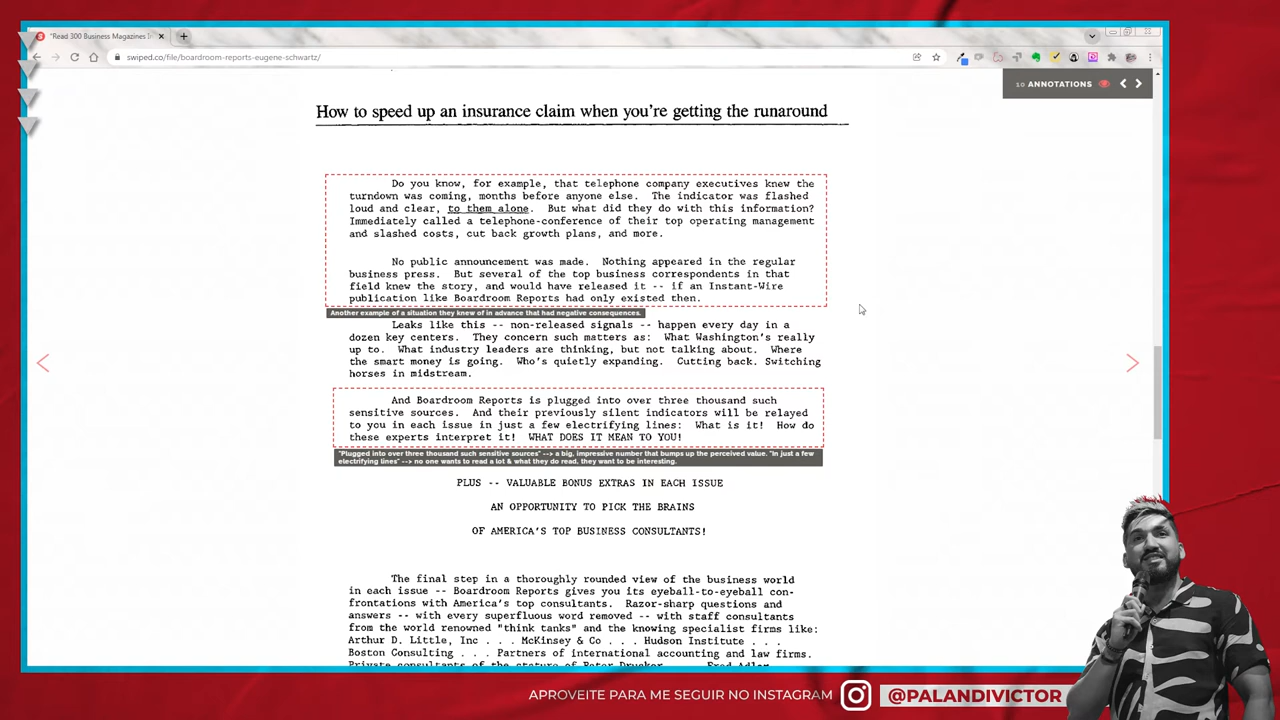 "Read 300 Business Magazines I
swiped.co/file/boardroom-reports-eugene-schwartz/
10 ANNOTATIONS
How to speed up an insurance claim when you're getting the runaround
Do you know, for example, that telephone company executives knew the
turndown was coming, months before anyone else. The indicator was flashed
loud and clear, to them alone. But what did they do with this information?
Immediately called a telephone-conference of their top operating management
and slashed costs, cut back growth plans, and more.
No public announcement was made. Nothing appeared in the regular
business press. But several of the top business correspondents in that
field knew the story, and would have released it -- if an Instant-Wire
publication like Boardroom Reports had only existed then.
Another example of a situation they knew of in advance that had negative consequences.
Leaks like this -- non-released signals -- happen every day in a
dozen key centers. They concern such matters as: What Washington's really
up to. What industry leaders are thinking, but not talking about. Where
the smart money is going. Who's quietly expanding. Cutting back. Switching
horses in midstream.
And Boardroom Reports is plugged into over three thousand such
sensitive sources. And their previously silent indicators will be relayed
to you in each issue in just a few electrifying lines: What is it! How do
these experts interpret it! WHAT DOES IT MEAN TO YOU!
"Plugged into over three thousand such sensitive sources" --> a big, impressive number that bumps up the perceived value. "In just a few
electrifying lines" --> no one wants to read a lot & what they do read, they want to be interesting.
PLUS -- VALUABLE BONUS EXTRAS IN EACH ISSUE
AN OPPORTUNITY TO PICK THE BRAINS
OF AMERICA'S TOP BUSINESS CONSULTANTS!
The final step in a thoroughly rounded view of the business world
in each issue -- Boardroom Reports gives you its eyeball-to-eyeball con-
frontations with America's top consultants. Razor-sharp questions and
answers -- with every superfluous word removed -- with staff consultants
from the world renowned "think tanks" and the knowing specialist firms like:
Arthur D. Little, Inc . . . McKinsey & Co . . . Hudson Institute . . .
Boston Consulting . . . Partners of international accounting and law firms.
Private consultants of the stature of Peter Drucker . . . Fred Adler
APROVEITE PARA ME SEGUIR NO INSTAGRAM
@PALANDIVICTOR